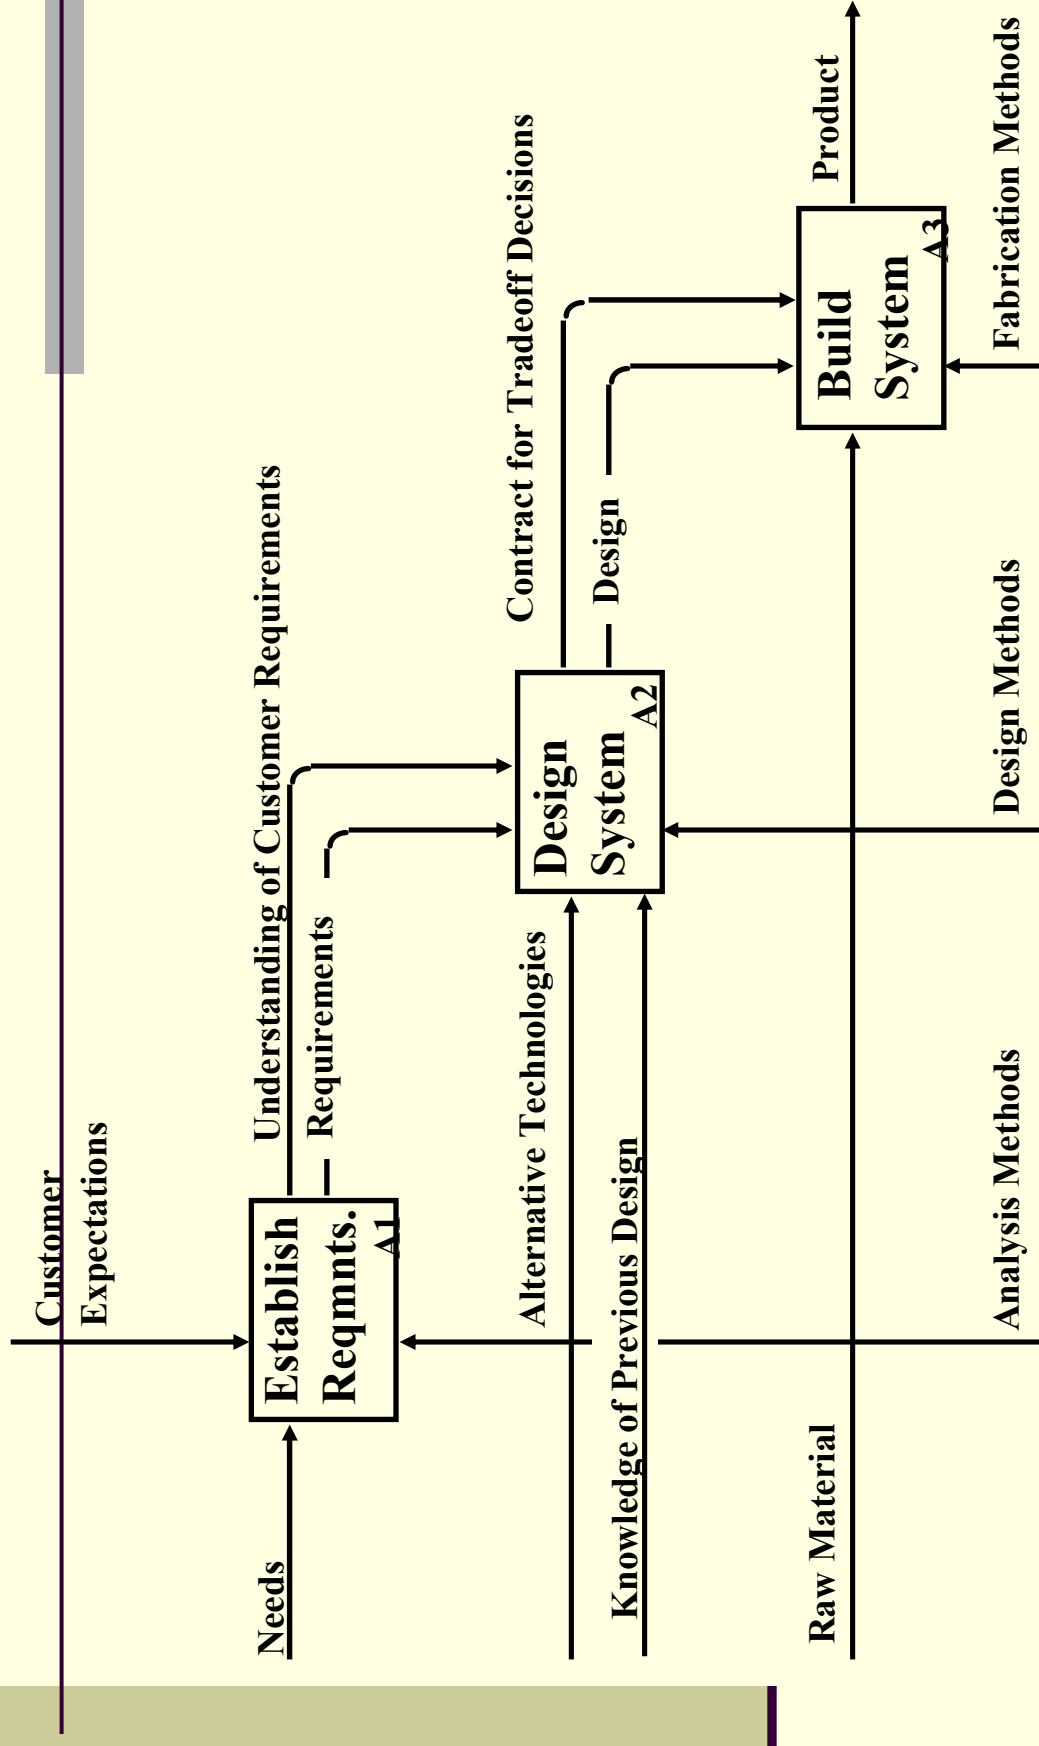 Customer
Expectations
Needs
Establish
Reqmnts.
A1
Understanding of Customer Requirements
Requirements
Alternative Technologies
Knowledge of Previous Design
Design
System
A2
Contract for Tradeoff Decisions
Design
Raw Material
Build
System
A3
Product
Analysis Methods
Design Methods
Fabrication Methods